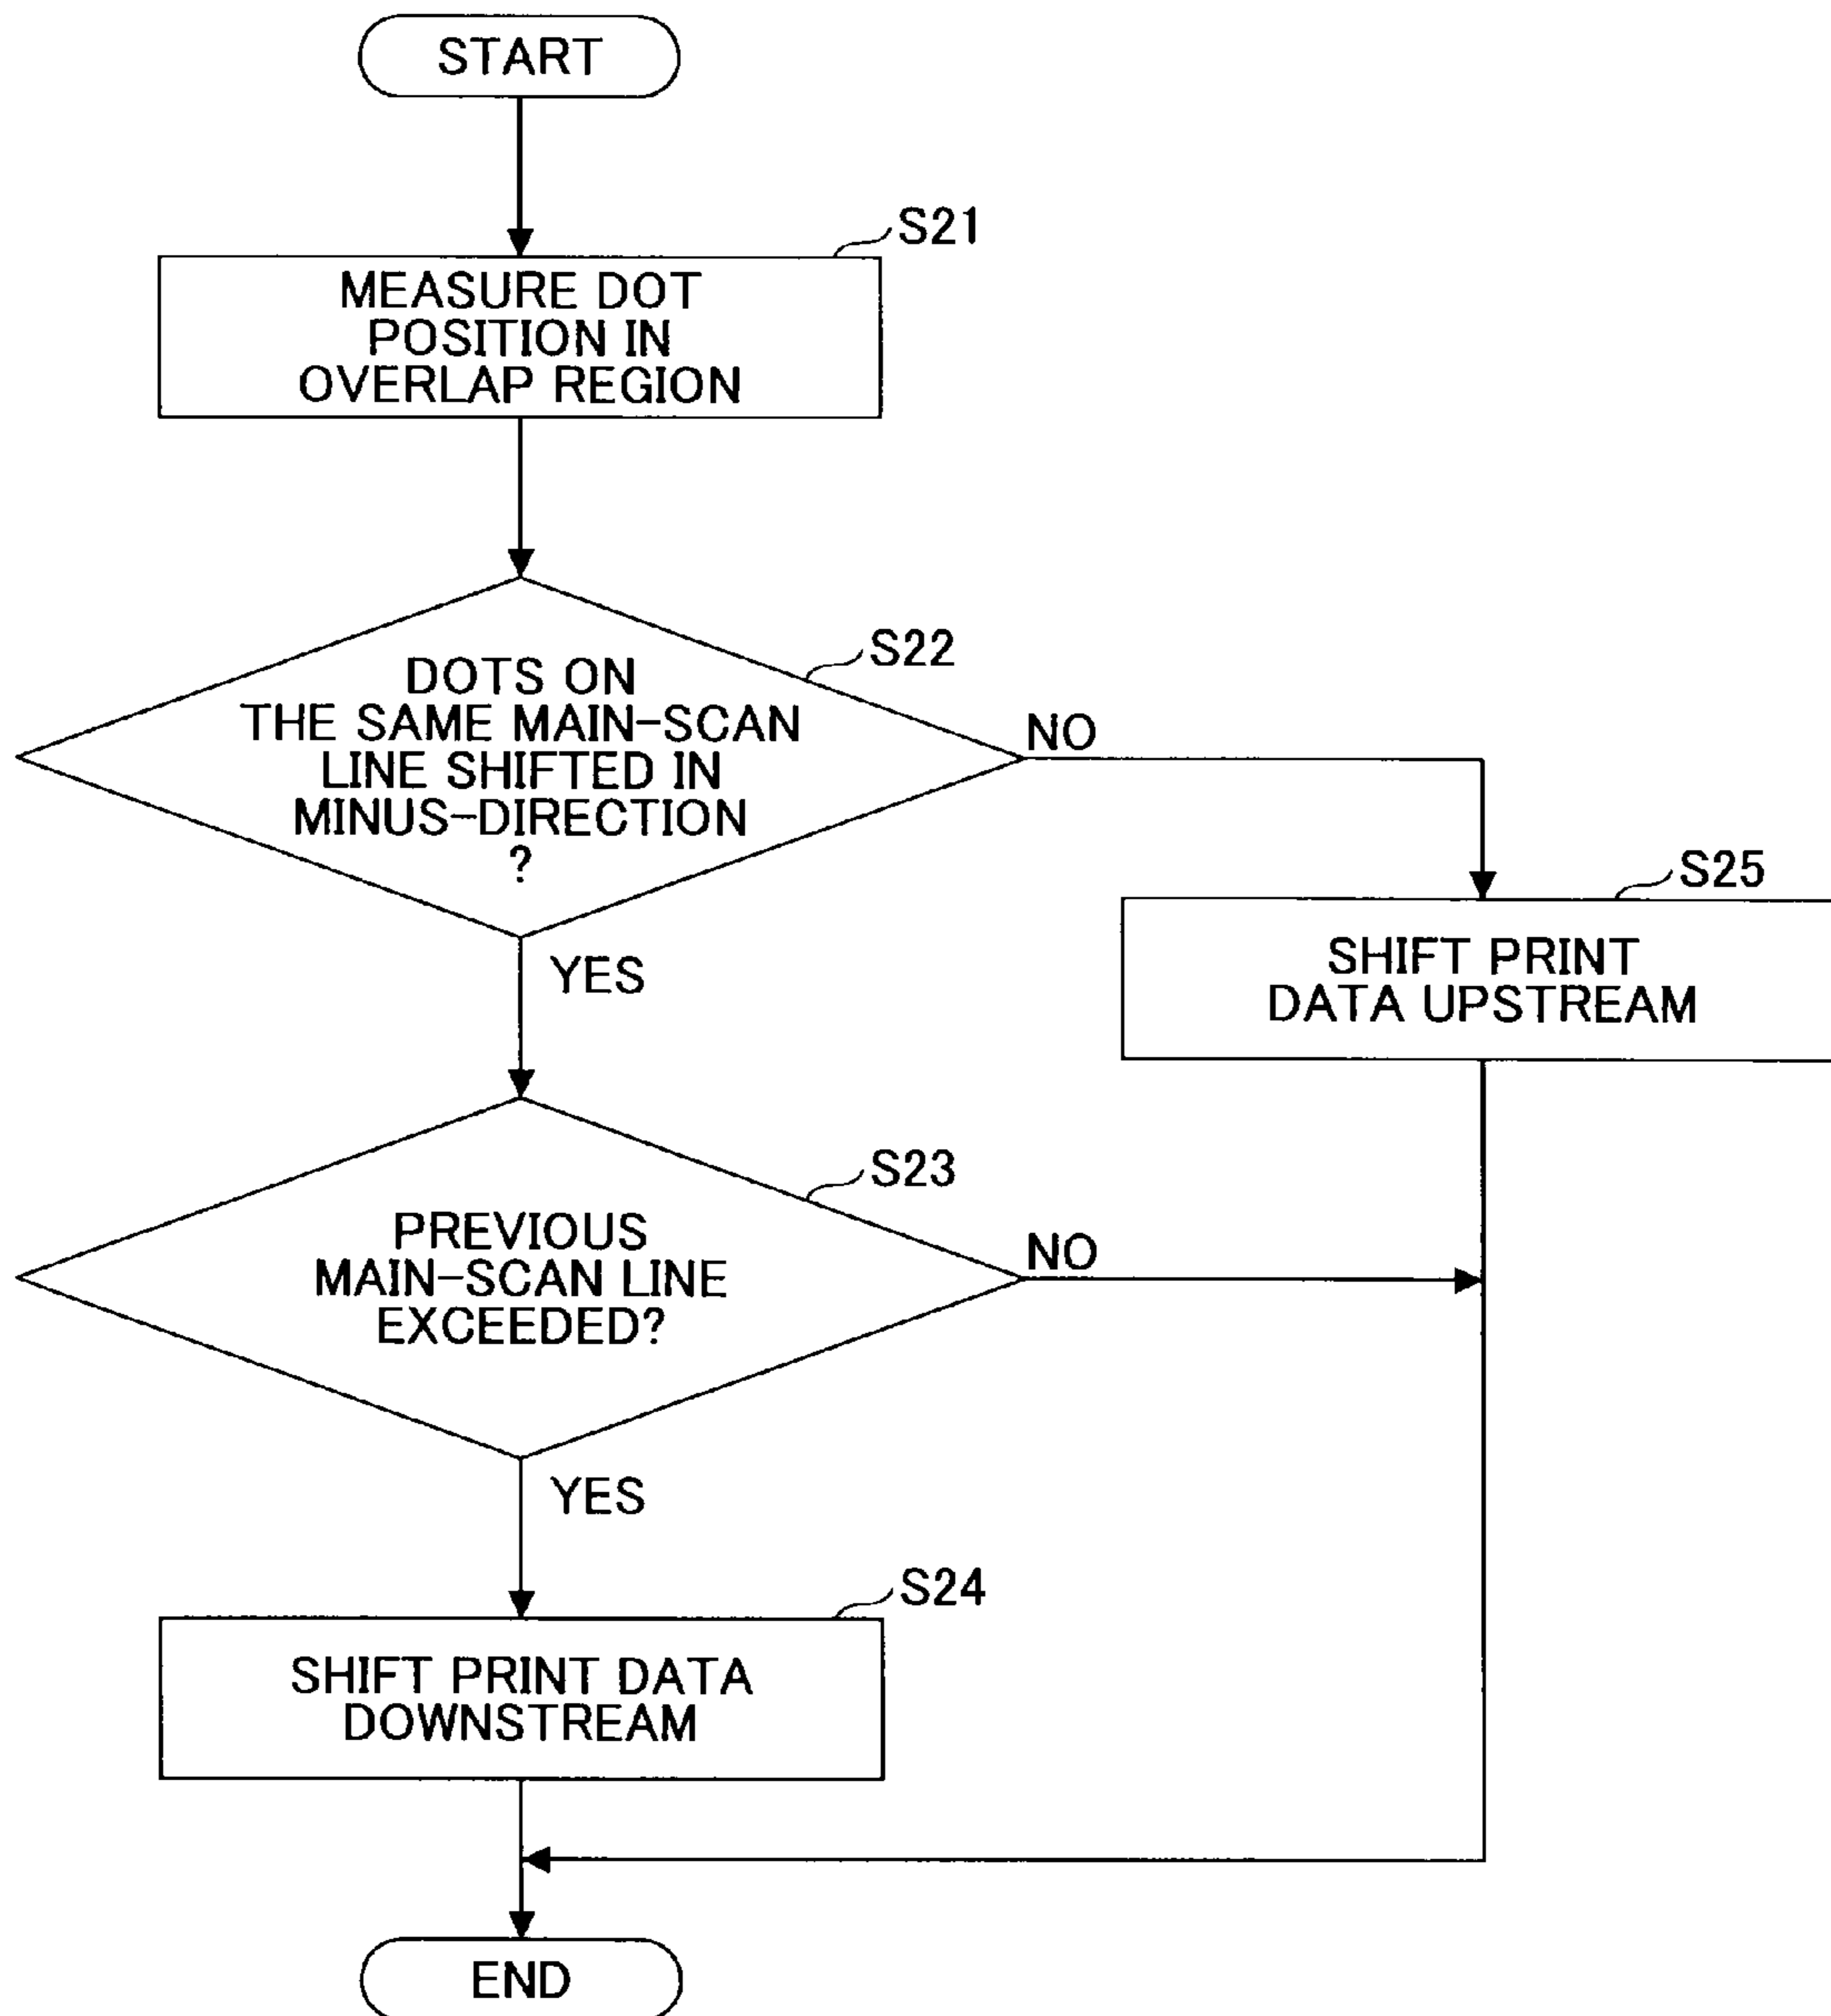 START
S21
MEASURE DOT
POSITION IN
OVERLAP REGION
S22
DOTS ON
THE SAME MAIN-SCAN
LINE SHIFTED IN
MINUS-DIRECTION
?
NO
YES
S25
SHIFT PRINT
DATA UPSTREAM
S23
PREVIOUS
MAIN-SCAN LINE
EXCEEDED?
NO
YES
S24
SHIFT PRINT DATA
DOWNSTREAM
END